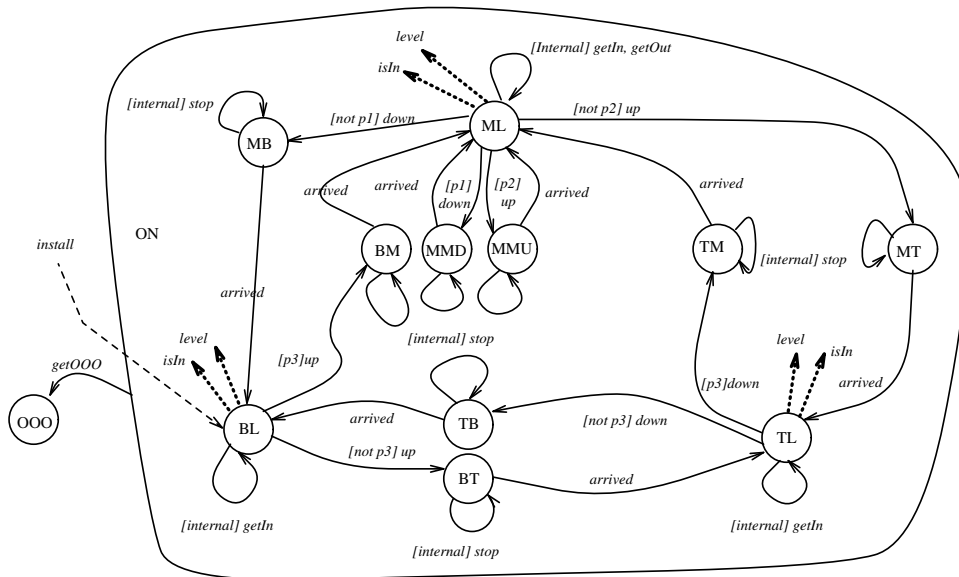 level
[Internal] getIn, getOut
isIn
[internal] stop
[not p1] down
ML
[not p2] up
MB
arrived
arrived
[p1]
down
[p2]
up
arrived
arrived
ON
install
BM
MMD
MMU
TM
[internal] stop
MT
arrived
[internal] stop
level
isIn
[p3]up
level
isIn
getOOO
[p3]down
arrived
OOO
BL
arrived
TB
[not p3] down
TL
[not p3] up
BT
arrived
[internal] getIn
[internal] stop
[internal] getIn